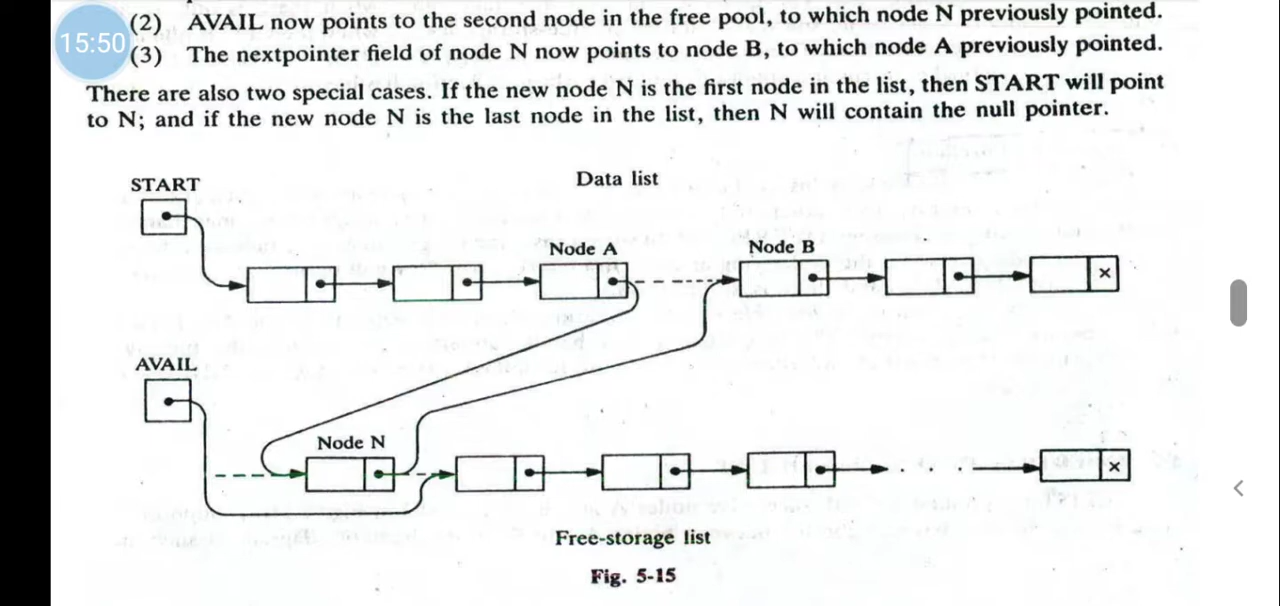 (2) AVAIL now points to the second node in the free pool, to which node N previously pointed.
15:50
(3) The nextpointer field of node N now points to node B, to which node A previously pointed.
There are also two special cases. If the new node N is the first node in the list, then START will point
to N; and if the new node N is the last node in the list, then N will contain the null pointer.
START
Data list
Node A
Node B
×
AVAIL
Node N
×
Free-storage list
Fig. 5-15